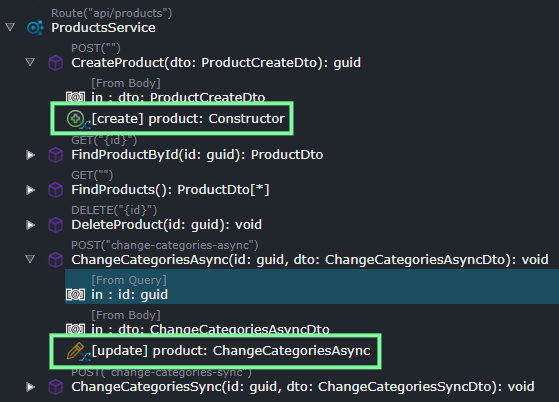 Route("api/products")
ProductsService
POST("")
CreateProduct(dto: ProductCreateDto): guid
[From Body]
in : dto: ProductCreateDto
.[create] product: Constructor
GET("{id}")
FindProductById(id: guid): ProductDto
GET("")
FindProducts(): ProductDto[*]
DELETE("{id}")
DeleteProduct(id: guid): void
POST("change-categories-async")
ChangeCategoriesAsync(id: guid, dto: ChangeCategoriesAsyncDto): void
[From Query]
in : id: guid
[From Body]
in : dto: ChangeCategoriesAsyncDto
.[update] product: ChangeCategoriesAsync
POST("change-categories-sync")
ChangeCategoriesSync(id: guid, dto: ChangeCategoriesSyncDto): void